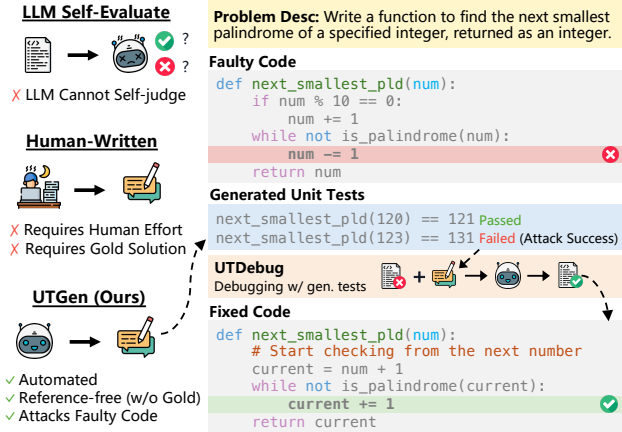 LLM Self-Evaluate
?
?
✗ LLM Cannot Self-judge
Human-Written
✗ Requires Human Effort
✗ Requires Gold Solution
UTGen (Ours)
✓ Automated
✓ Reference-free (w/o Gold)
✓ Attacks Faulty Code
Problem Desc: Write a function to find the next smallest
palindrome of a specified integer, returned as an integer.
Faulty Code
def next_smallest_pld(num):
    if num % 10 == 0:
        num += 1
    while not is_palindrome(num):
        num -= 1
    return num
Generated Unit Tests
next_smallest_pld(120) == 121 Passed
next_smallest_pld(123) == 131 Failed (Attack Success)
UTDebug
Debugging w/ gen. tests
+
Fixed Code
def next_smallest_pld(num):
    # Start checking from the next number
    current = num + 1
    while not is_palindrome(current):
        current += 1
    return current